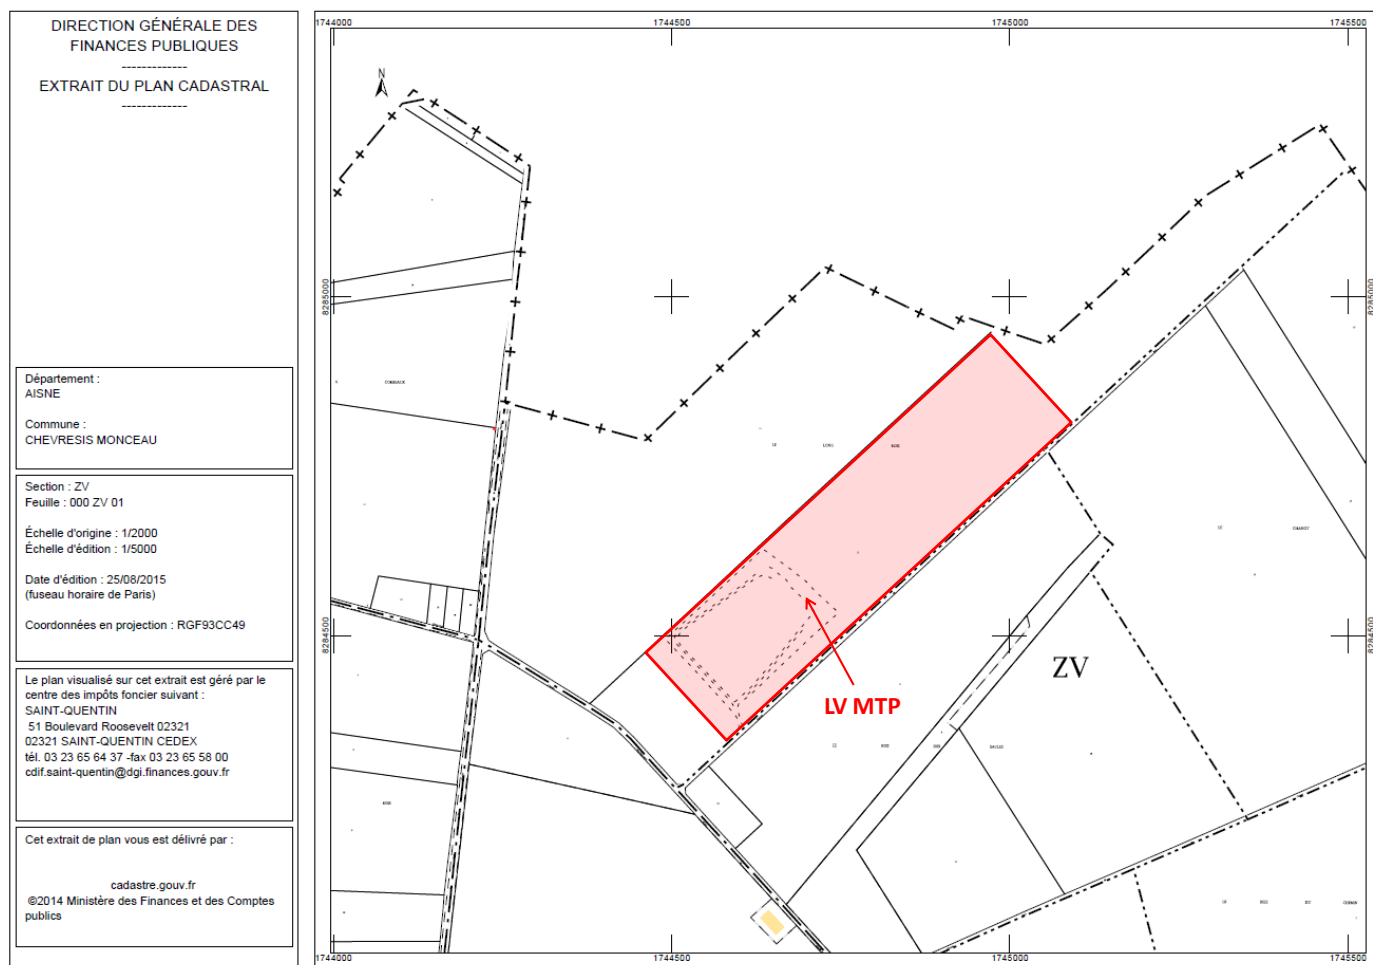 DIRECTION GÉNÉRALE DES
FINANCES PUBLIQUES
-------------
EXTRAIT DU PLAN CADASTRAL
-------------
Département :
AISNE
Commune :
CHEVRESIS MONCEAU
Section : ZV
Feuille : 000 ZV 01
Échelle d'origine : 1/2000
Échelle d'édition : 1/5000
Date d'édition : 25/08/2015
(fuseau horaire de Paris)
Coordonnées en projection : RGF93CC49
Le plan visualisé sur cet extrait est géré par le
centre des impôts foncier suivant :
SAINT-QUENTIN
51 Boulevard Roosevelt 02321
02321 SAINT-QUENTIN CEDEX
tél. 03 23 65 64 37 -fax 03 23 65 58 00
cdif.saint-quentin@dgi.finances.gouv.fr
Cet extrait de plan vous est délivré par :
cadastre.gouv.fr
©2014 Ministère des Finances et des Comptes
publics
1744000
1744500
1745000
1745500
N
8285000
8285000
LE LONG
8284500
8284500
ZV
LV MTP
1744000
1744500
1745000
1745500